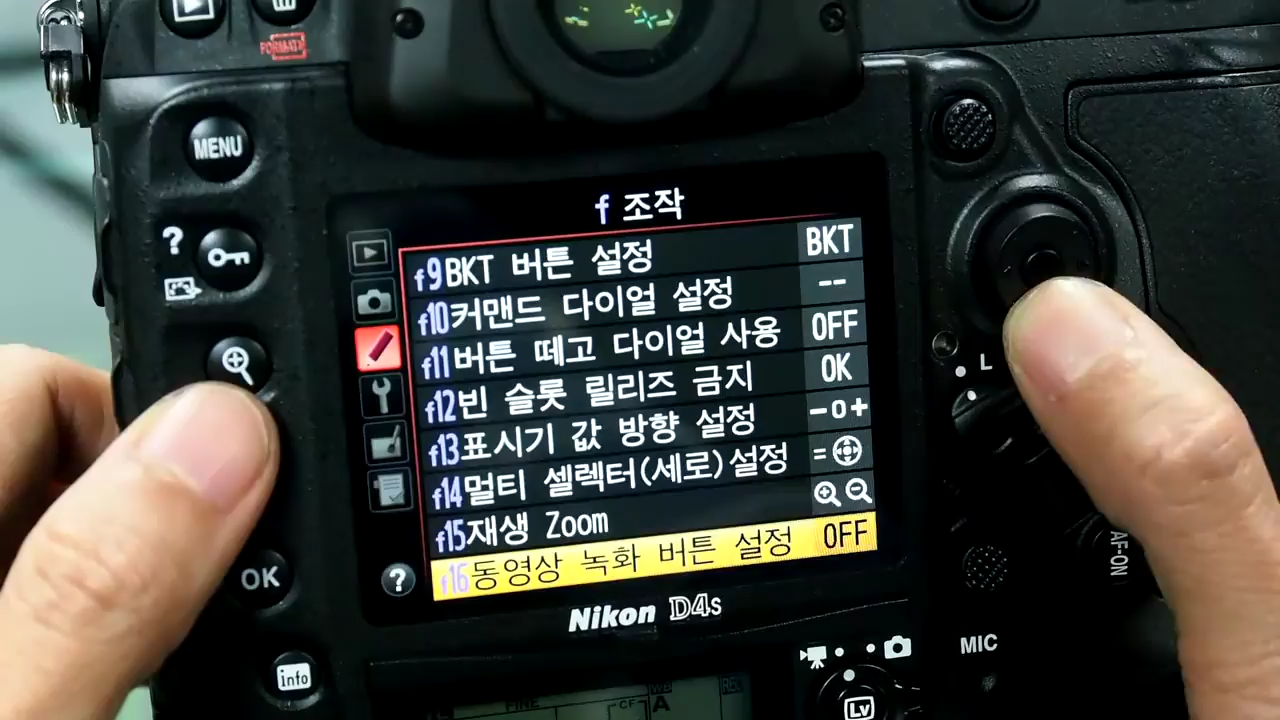 FORMAT
MENU
?
f 조작
f9 BKT 버튼 설정 BKT
f10 커맨드 다이얼 설정 --
f11 버튼 떼고 다이얼 사용 OFF
f12 빈 슬롯 릴리즈 금지 OK
f13 표시기 값 방향 설정 -0+
f14 멀티 셀렉터(세로)설정 =
f15 재생 Zoom
f16 동영상 녹화 버튼 설정 OFF
?
L
AF-ON
OK
Nikon D4s
info
MIC
Lv
FINE
CF
WB
A
REC